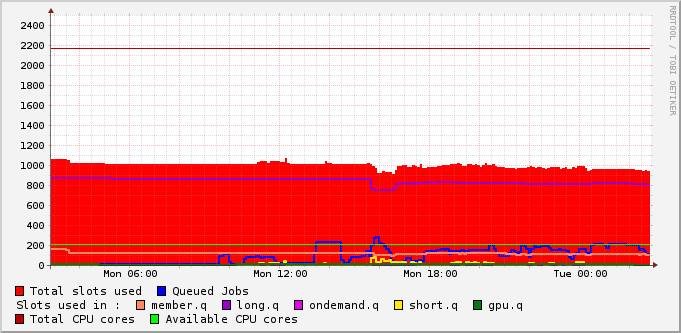 2400
2200
2000
1800
1600
1400
1200
1000
800
600
400
200
0
Mon 06:00 Mon 12:00 Mon 18:00 Tue 00:00
RRDTOOL / TOBI OETIKER
Total slots used Queued Jobs
Slots used in : member.q long.q ondemand.q short.q gpu.q
Total CPU cores Available CPU cores